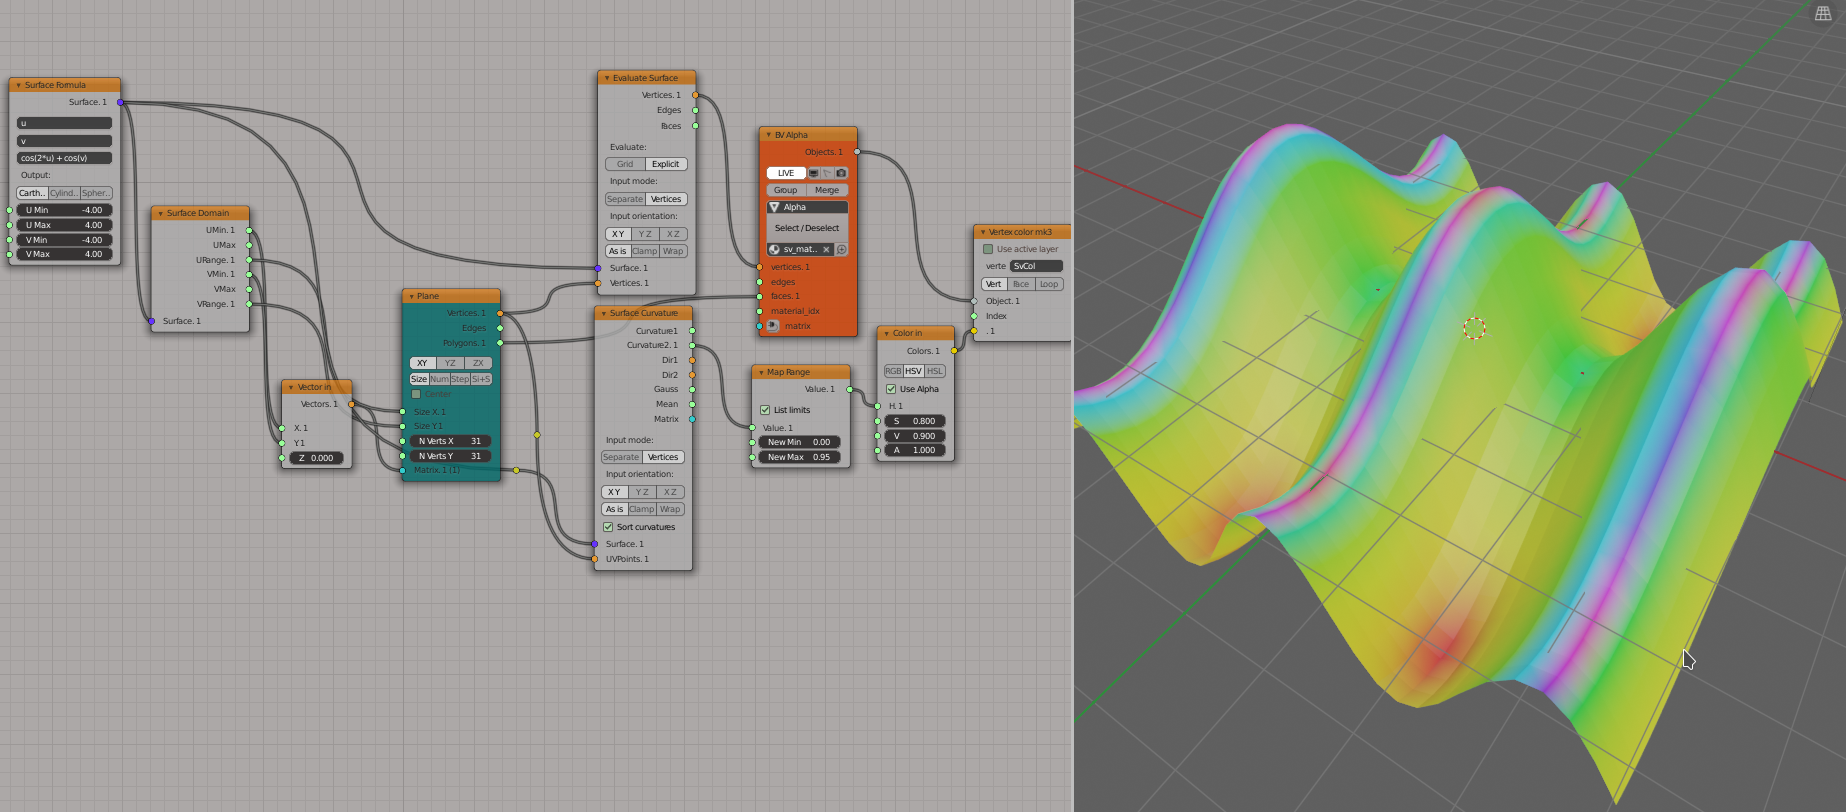 Surface Formula
Surface. 1
u
v
cos(2*u) + cos(v)
Output:
Carth.. Cylind.. Spher..
U Min -4.00
U Max 4.00
V Min -4.00
V Max 4.00
Surface Domain
UMin. 1
UMax
URange. 1
VMin. 1
VMax
VRange. 1
Surface. 1
Vector in
Vectors. 1
X. 1
Y 1
Z 0.000
Plane
Vertices. 1
Edges
Polygons. 1
XY YZ ZX
Size Num Step Si+S
Center
Size X. 1
Size Y 1
N Verts X 31
N Verts Y 31
Matrix. 1 (1)
Evaluate Surface
Vertices. 1
Edges
Faces
Evaluate:
Grid Explicit
Input mode:
Separate Vertices
Input orientation:
X Y Y Z X Z
As is Clamp Wrap
Surface. 1
Vertices. 1
Surface Curvature
Curvature1
Curvature2. 1
Dir1
Dir2
Gauss
Mean
Matrix
Input mode:
Separate Vertices
Input orientation:
X Y Y Z X Z
As is Clamp Wrap
Sort curvatures
Surface. 1
UVPoints. 1
BV Alpha
Objects. 1
LIVE
Group Merge
Alpha
Select / Deselect
sv_mat..
vertices. 1
edges
faces. 1
material_idx
matrix
Map Range
Value. 1
List limits
Value. 1
New Min 0.00
New Max 0.95
Color in
Colors. 1
RGB HSV HSL
Use Alpha
H. 1
S 0.800
V 0.900
A 1.000
Vertex color mk3
Use active layer
verte SvCol
Vert Face Loop
Object. 1
Index
. 1